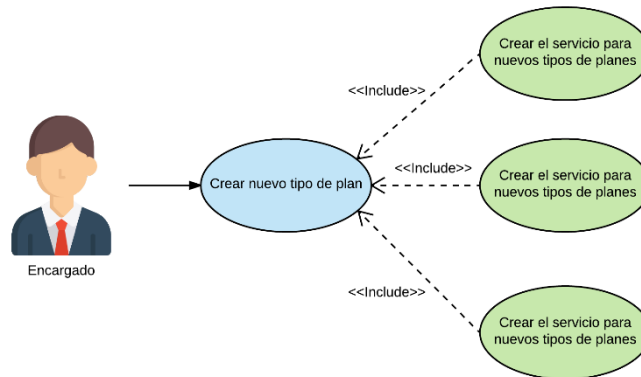 Crear el servicio para
nuevos tipos de planes
<<Include>>
Crear nuevo tipo de plan
<<Include>>
Crear el servicio para
nuevos tipos de planes
Encargado
<<Include>>
Crear el servicio para
nuevos tipos de planes